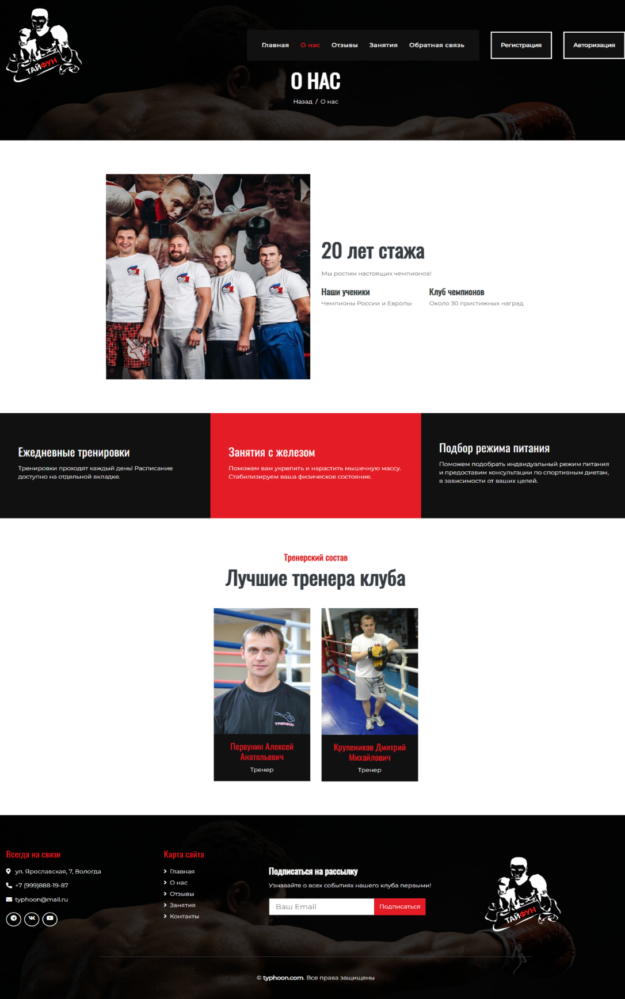 ТАЙФУН
Главная О нас Отзывы Занятия Обратная связь Регистрация Авторизация
О НАС
Назад / О нас
20 лет стажа
Мы ростим настоящих чемпионов!
Наши ученики
Чемпионы России и Европы
Клуб чемпионов
Около 30 пристижных наград
Ежедневные тренировки
Тренировки проходят каждый день! Расписание
доступно на отдельной вкладке.
Занятия с железом
Поможем вам укрепить и нарастить мышечную массу.
Стабилизируем ваша физическое состояние.
Подбор режима питания
Поможем подобрать индвидуальный режим питания
и предоставим консультации по спортивным диетам,
в зависимости от ваших целей.
Тренерский состав
Лучшие тренера клуба
Первунин Алексей
Анатольевич
Тренер
Крупеников Дмитрий
Михайлович
Тренер
Всегда на связи
ул. Ярославская, 7, Вологда
+7 (999)888-19-87
typhoon@mail.ru
Карта сайта
Главная
О нас
Отзывы
Занятия
Контакты
Подписаться на рассылку
Узнавайте о всех событиях нашего клуба первыми!
Ваш Email
Подписаться
ТАЙФУН
© typhoon.com. Все права защищены